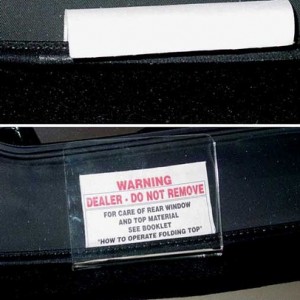 WARNING
DEALER - DO NOT REMOVE
FOR CARE OF REAR WINDOW
AND TOP MATERIAL
SEE BOOKLET
"HOW TO OPERATE FOLDING TOP"